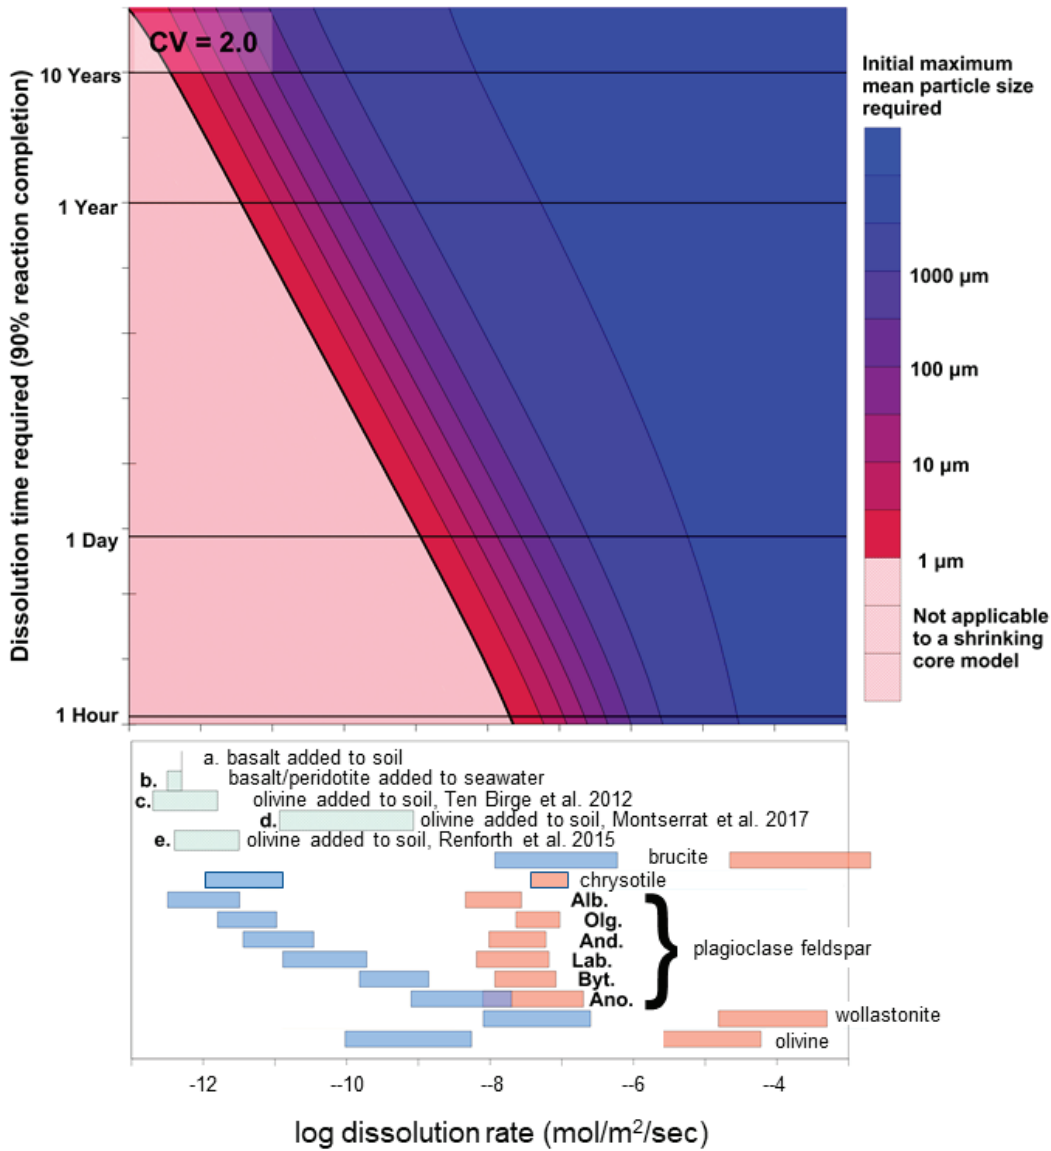 CV = 2.0
Dissolution time required (90% reaction completion)
10 Years
1 Year
1 Day
1 Hour
Initial maximum
mean particle size
required
1000 µm
100 µm
10 µm
1 µm
Not applicable
to a shrinking
core model
a. basalt added to soil
b. basalt/peridotite added to seawater
c. olivine added to soil, Ten Birge et al. 2012
d. olivine added to soil, Montserrat et al. 2017
e. olivine added to soil, Renforth et al. 2015
brucite
chrysotile
Alb.
Olg.
And.
Lab.
Byt.
Ano.
} plagioclase feldspar
wollastonite
olivine
-12 --10 --8 --6 --4
log dissolution rate (mol/m²/sec)